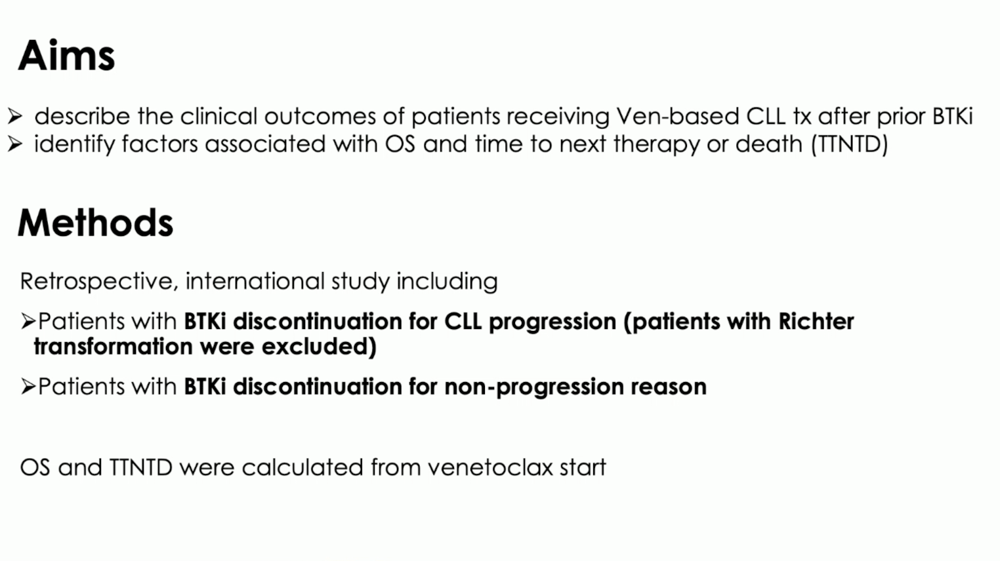 Aims
➢ describe the clinical outcomes of patients receiving Ven-based CLL tx after prior BTKi
➢ identify factors associated with OS and time to next therapy or death (TTNTD)
Methods
Retrospective, international study including
➢Patients with BTKi discontinuation for CLL progression (patients with Richter
transformation were excluded)
➢Patients with BTKi discontinuation for non-progression reason
OS and TTNTD were calculated from venetoclax start